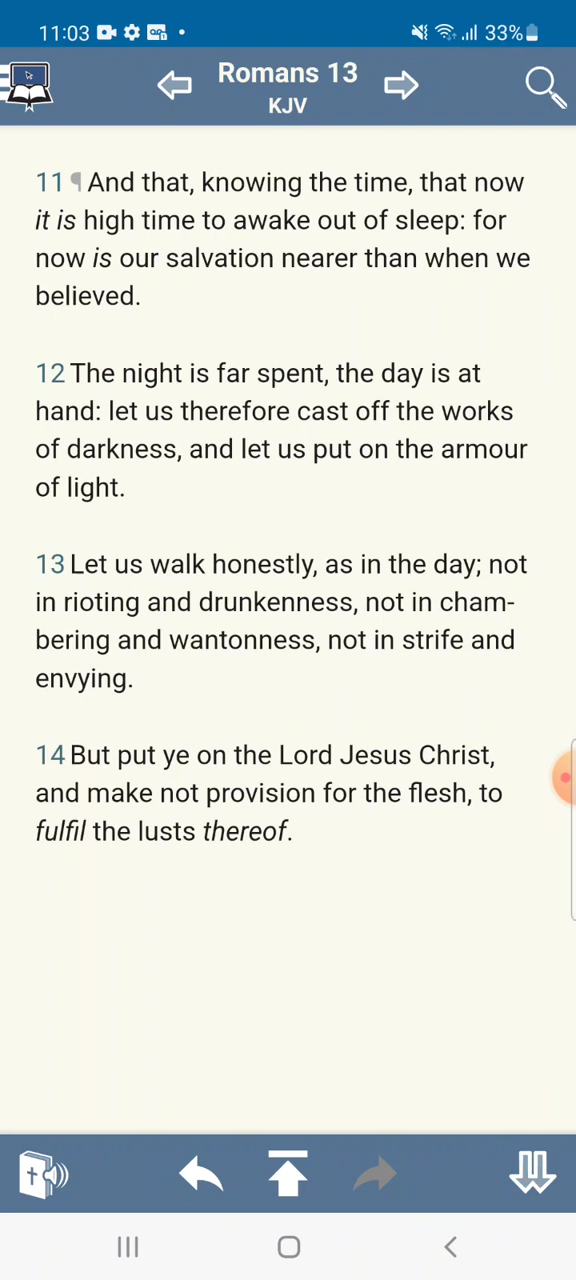 11:03
33%
Romans 13
KJV
11 ¶ And that, knowing the time, that now
it is high time to awake out of sleep: for
now is our salvation nearer than when we
believed.
12 The night is far spent, the day is at
hand: let us therefore cast off the works
of darkness, and let us put on the armour
of light.
13 Let us walk honestly, as in the day; not
in rioting and drunkenness, not in cham-
bering and wantonness, not in strife and
envying.
14 But put ye on the Lord Jesus Christ,
and make not provision for the flesh, to
fulfil the lusts thereof.